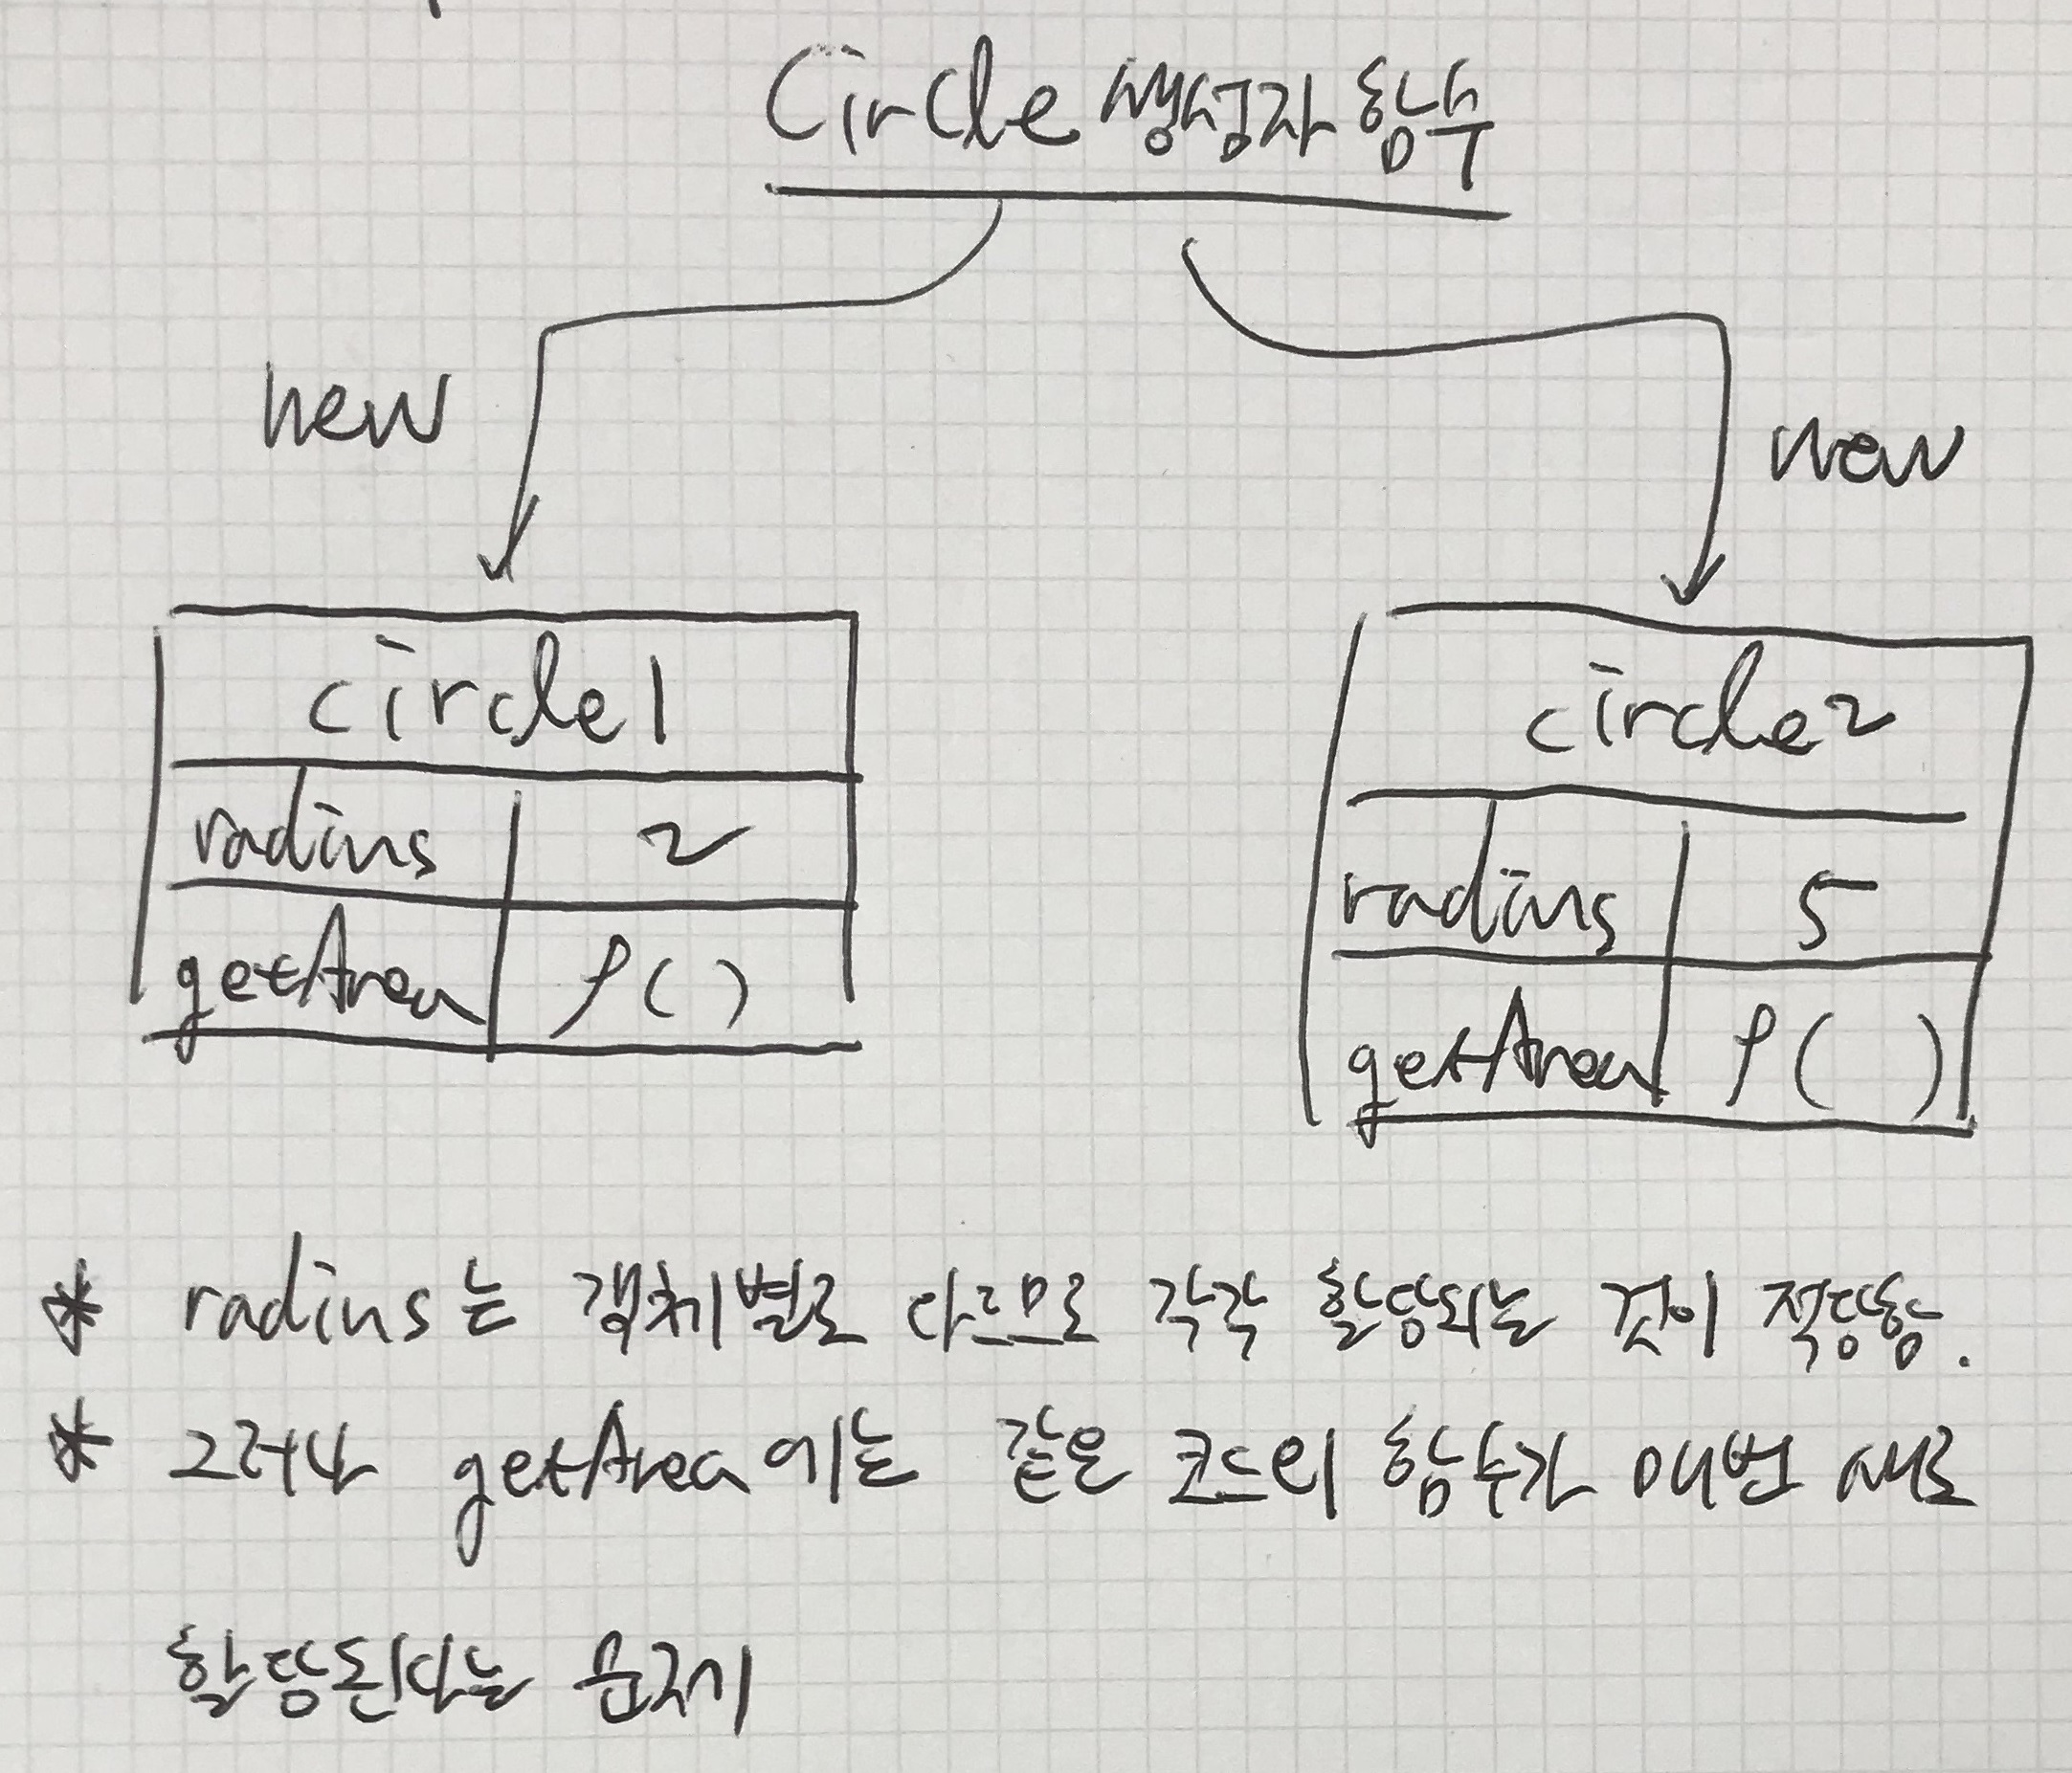 Circle 생성자 함수
new
new
circle1
radius 2
getArea f()
circle2
radius 5
getArea f( )
* radius는 객체별로 다르므로 각각 할당되는 것이 적당함.
* 그러나 getArea에는 같은 코드의 함수가 매번 새로
할당된다는 문제